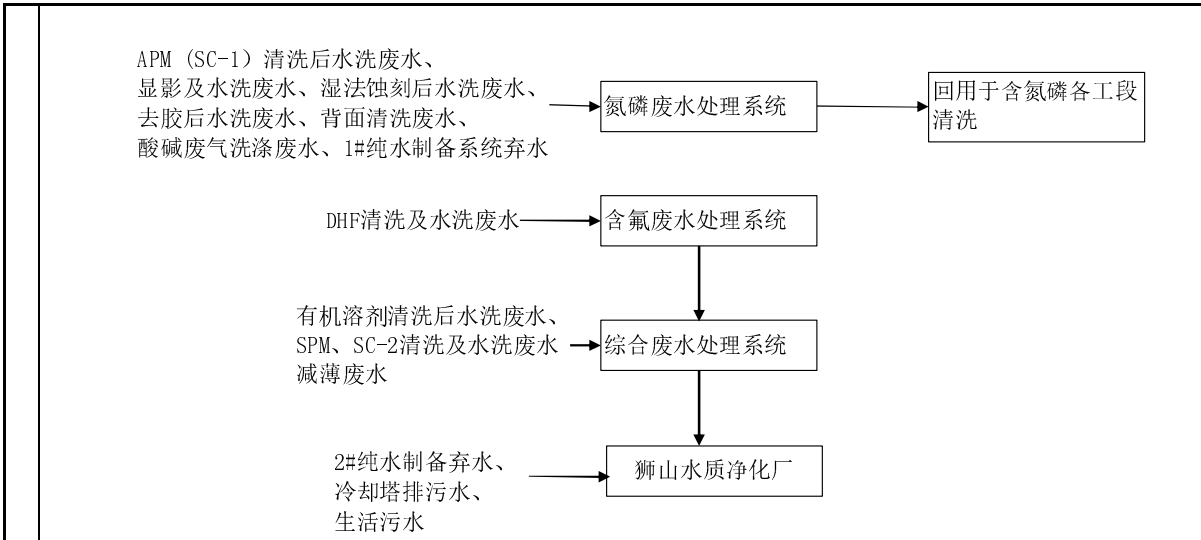 APM (SC-1) 清洗后水洗废水、
显影及水洗废水、湿法蚀刻后水洗废水、
去胶后水洗废水、背面清洗废水、
酸碱废气洗涤废水、1#纯水制备系统弃水
氮磷废水处理系统
回用于含氮磷各工段
清洗
DHF清洗及水洗废水
含氟废水处理系统
有机溶剂清洗后水洗废水、
SPM、SC-2清洗及水洗废水
减薄废水
综合废水处理系统
2#纯水制备弃水、
冷却塔排污水、
生活污水
狮山水质净化厂